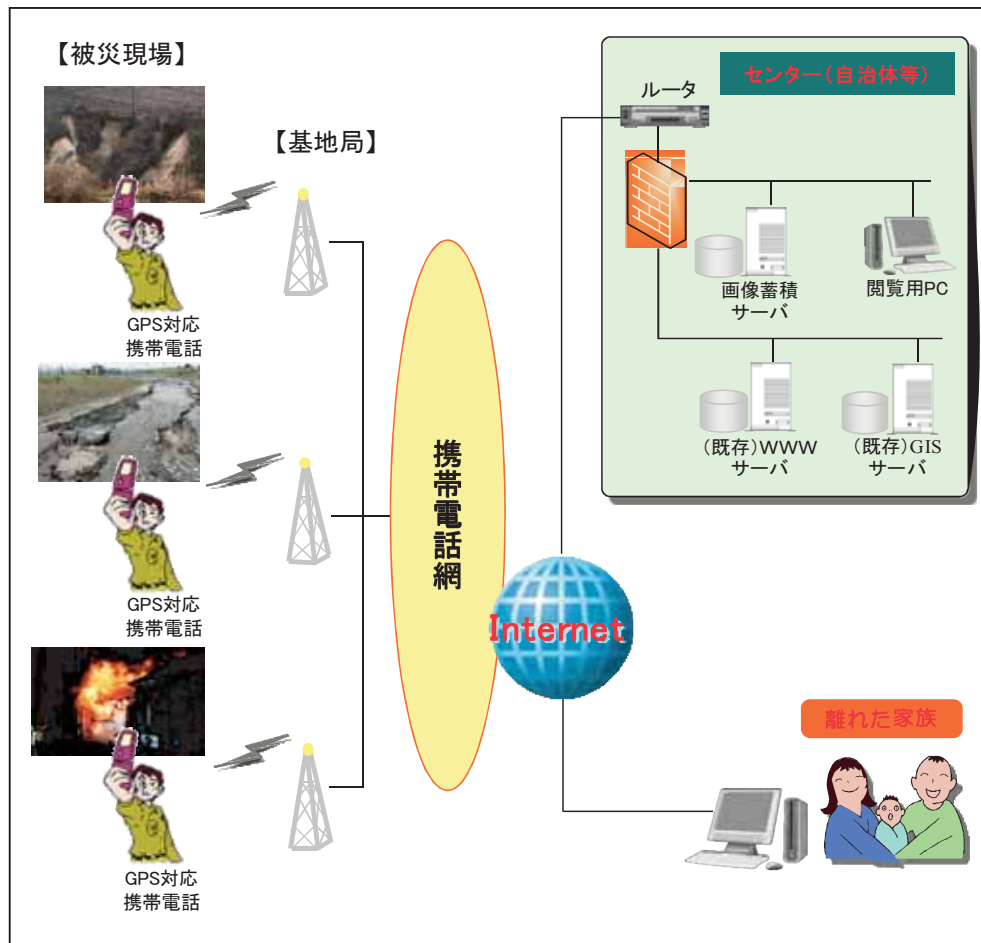 【被災現場】
【基地局】
GPS対応
携帯電話
GPS対応
携帯電話
GPS対応
携帯電話
携帯電話網
Internet
センター(自治体等)
ルータ
画像蓄積
サーバ
閲覧用PC
(既存)WWW
サーバ
(既存)GIS
サーバ
離れた家族